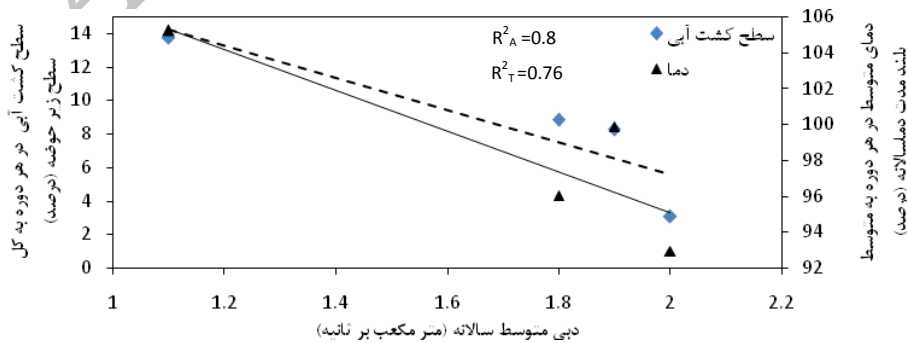 سطح کشت آبی در هر دوره به کل
سطح زیر حوضه (درصد)
14
12
10
8
6
4
2
0
R²A =0.8
R²T =0.76
سطح کشت آبی
دما
106
104
102
100
98
96
94
92
دمای متوسط در هر دوره به متوسط
بلند مدت دمای سالانه (درصد)
1
1.2
1.4
1.6
1.8
2
2.2
دبی متوسط سالانه (متر مکعب بر ثانیه)